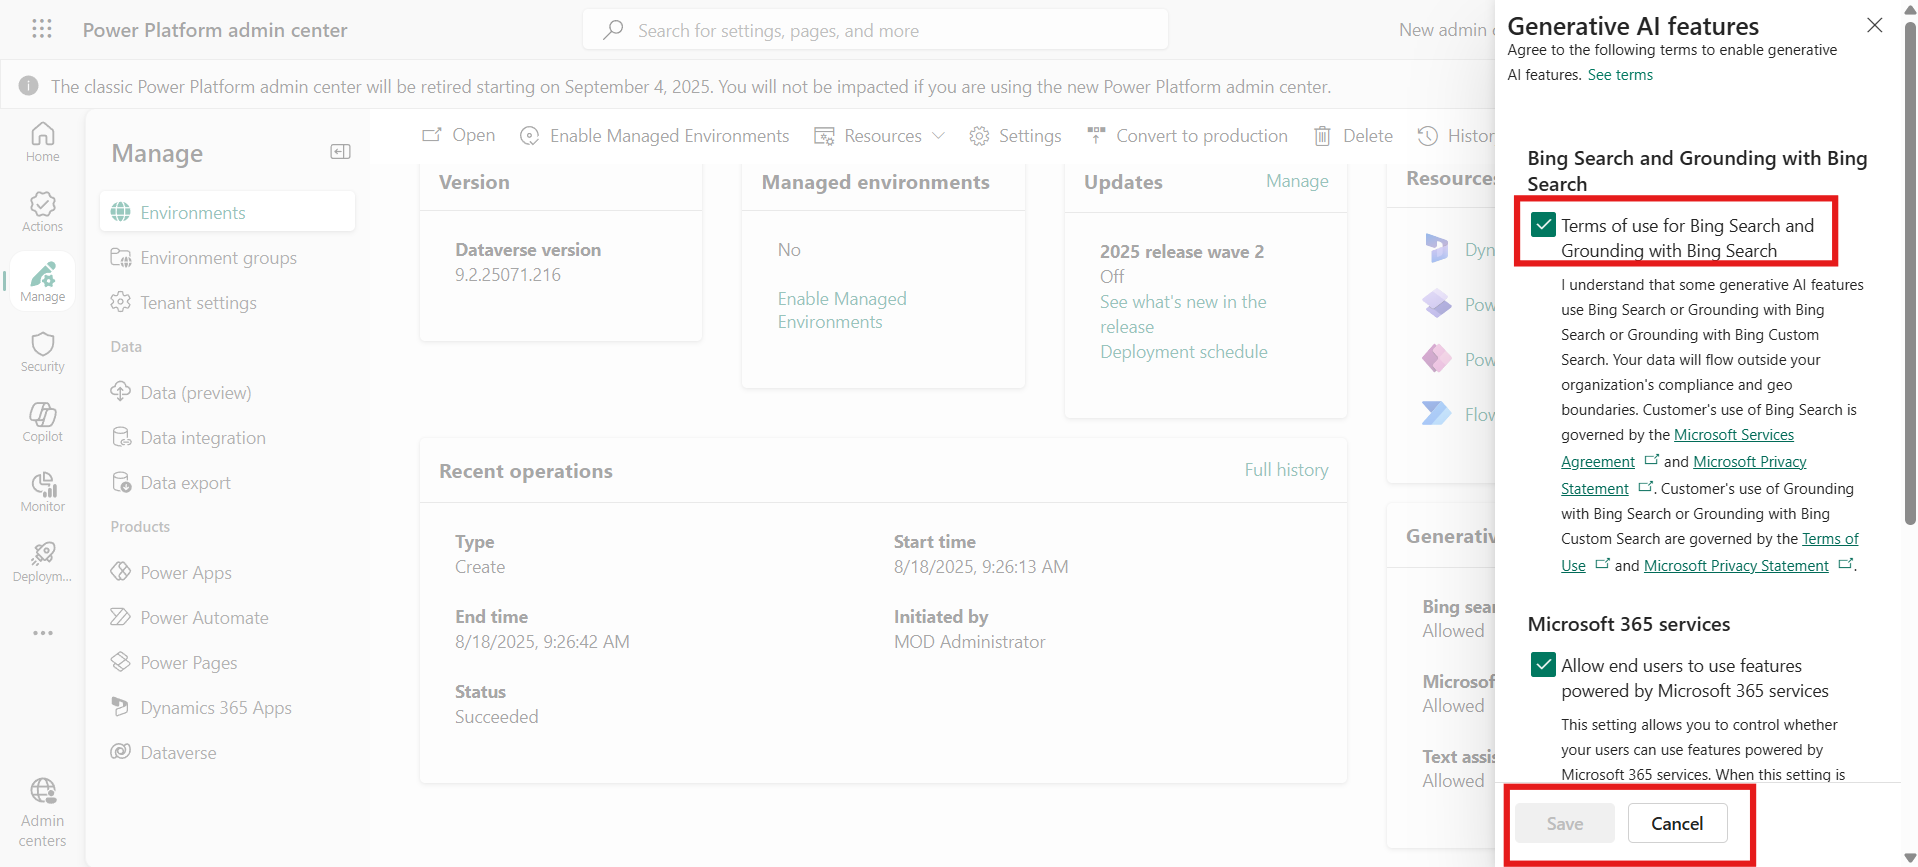 Power Platform admin center
Search for settings, pages, and more
New admin
The classic Power Platform admin center will be retired starting on September 4, 2025. You will not be impacted if you are using the new Power Platform admin center.
Home
Actions
Manage
Security
Copilot
Monitor
Deploym...
Admin
centers
Manage
Environments
Environment groups
Tenant settings
Data
Data (preview)
Data integration
Data export
Products
Power Apps
Power Automate
Power Pages
Dynamics 365 Apps
Dataverse
Open
Enable Managed Environments
Resources
Settings
Convert to production
Delete
Histor
Version
Dataverse version
9.2.25071.216
Managed environments
No
Enable Managed
Environments
Updates
Manage
2025 release wave 2
Off
See what's new in the
release
Deployment schedule
Resources
Dyn
Pow
Pow
Flow
Recent operations
Full history
Type
Create
Start time
8/18/2025, 9:26:13 AM
End time
8/18/2025, 9:26:42 AM
Initiated by
MOD Administrator
Status
Succeeded
Generativ
Bing sear
Allowed
Microsof
Allowed
Text assis
Allowed
Generative AI features
Agree to the following terms to enable generative
AI features. See terms
Bing Search and Grounding with Bing
Search
Terms of use for Bing Search and
Grounding with Bing Search
I understand that some generative AI features
use Bing Search or Grounding with Bing
Search or Grounding with Bing Custom
Search. Your data will flow outside your
organization's compliance and geo
boundaries. Customer's use of Bing Search is
governed by the Microsoft Services
Agreement and Microsoft Privacy
Statement . Customer's use of Grounding
with Bing Search or Grounding with Bing
Custom Search are governed by the Terms of
Use and Microsoft Privacy Statement .
Microsoft 365 services
Allow end users to use features
powered by Microsoft 365 services
This setting allows you to control whether
your users can use features powered by
Microsoft 365 services. When this setting is
Save
Cancel